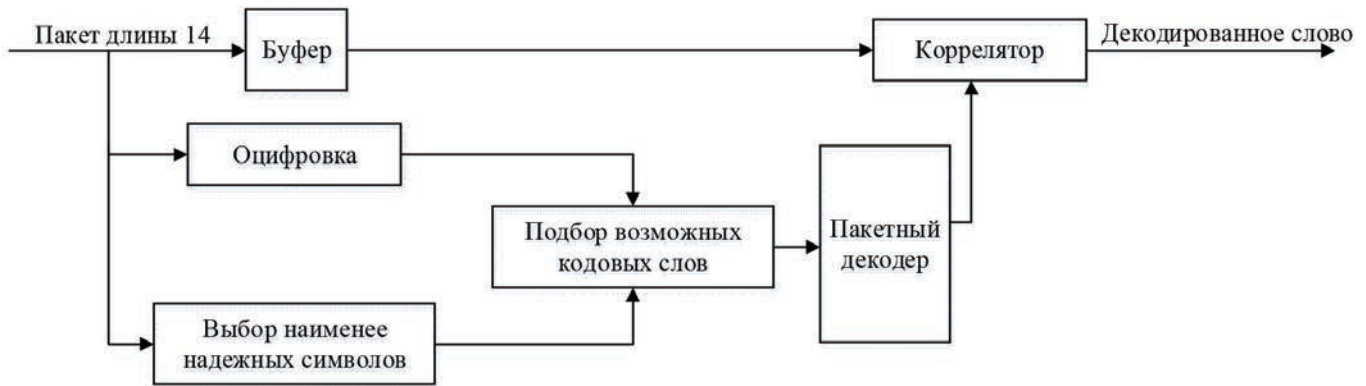 Пакет длины 14
Буфер
Коррелятор
Декодированное слово
Оцифровка
Подбор возможных
кодовых слов
Пакетный
декодер
Выбор наименее
надежных символов